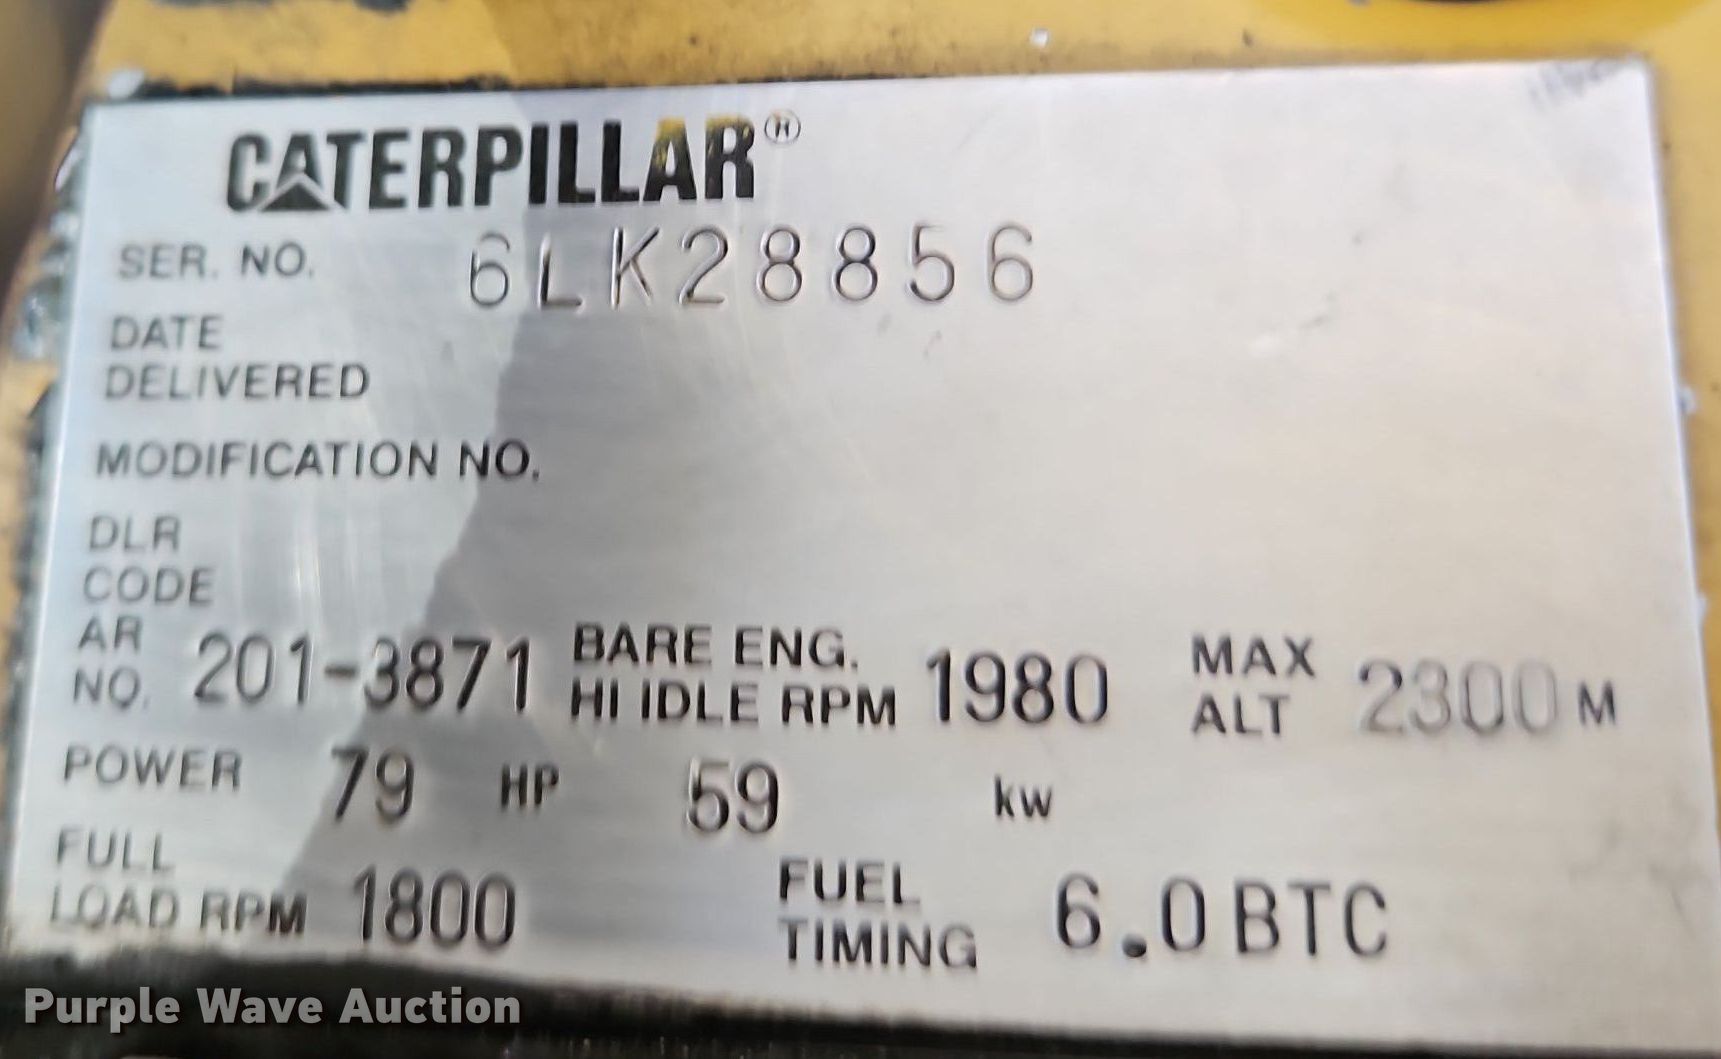 CATERPILLAR®
SER. NO. 6LK28856
DATE
DELIVERED
MODIFICATION NO.
DLR
CODE
AR
NO. 201-3871
BARE ENG.
HI IDLE RPM 1980
MAX
ALT 2300 M
POWER 79 HP 59 kw
FULL
LOAD RPM 1800
FUEL
TIMING 6.0 BTC
Purple Wave Auction